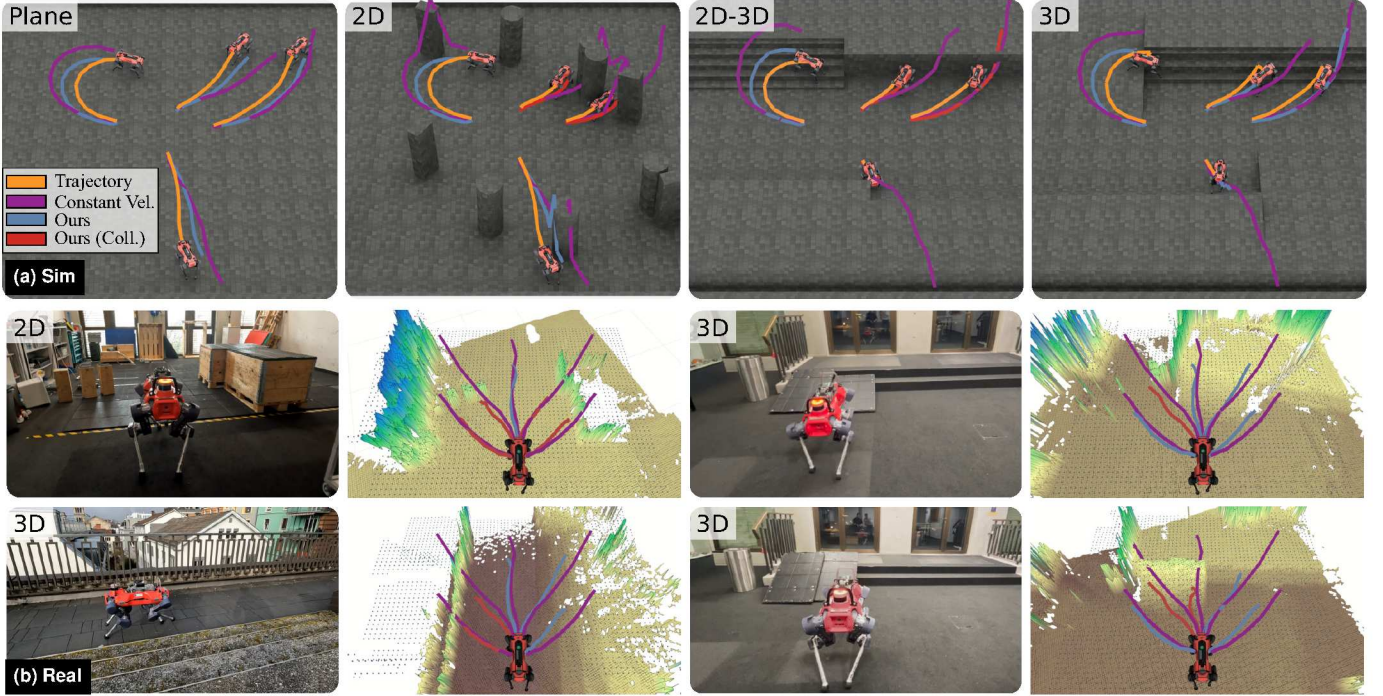 Plane
2D
2D-3D
3D
Trajectory
Constant Vel.
Ours
Ours (Coll.)
(a) Sim
2D
3D
3D
3D
(b) Real